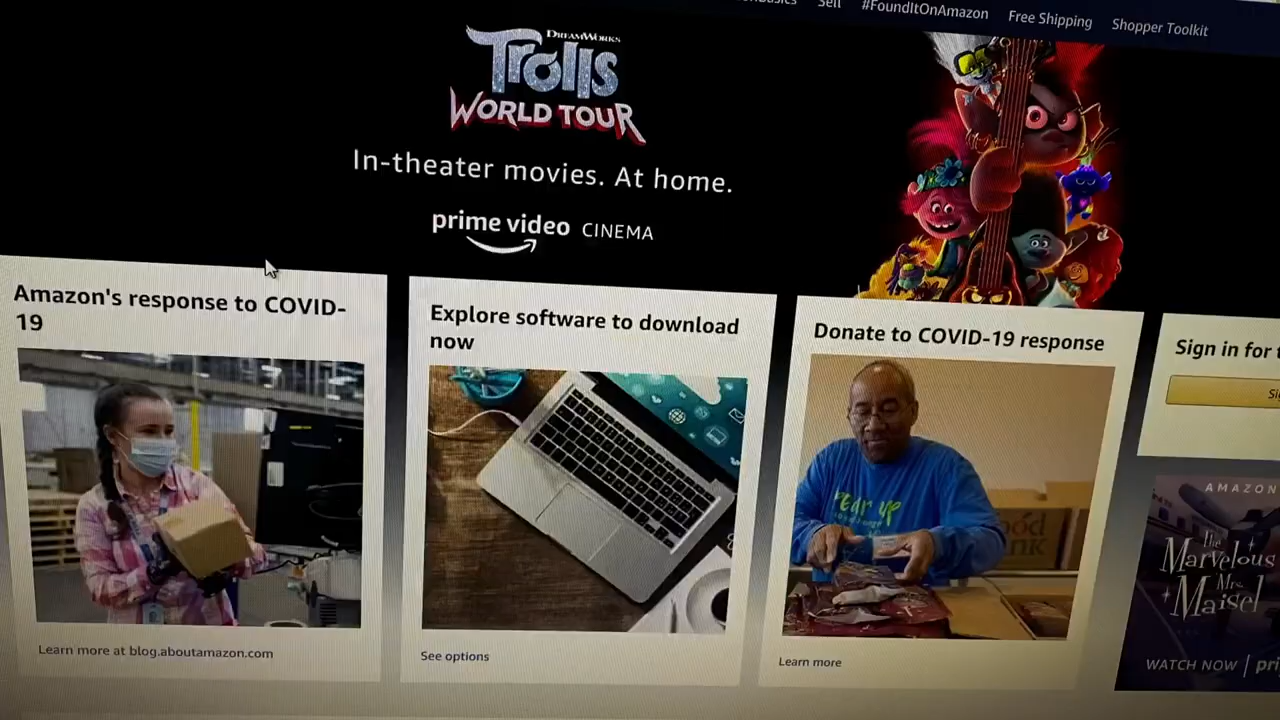 Basics
Sell
#FoundItOnAmazon
Free Shipping
Shopper Toolkit
DREAMWORKS
Trolls
WORLD TOUR
In-theater movies. At home.
prime video CINEMA
Amazon's response to COVID-
19
Learn more at blog.aboutamazon.com
Explore software to download
now
See options
Donate to COVID-19 response
Learn more
Sign in for
AMAZON
The
Marvelous
Mrs.
Maisel
WATCH NOW | pri